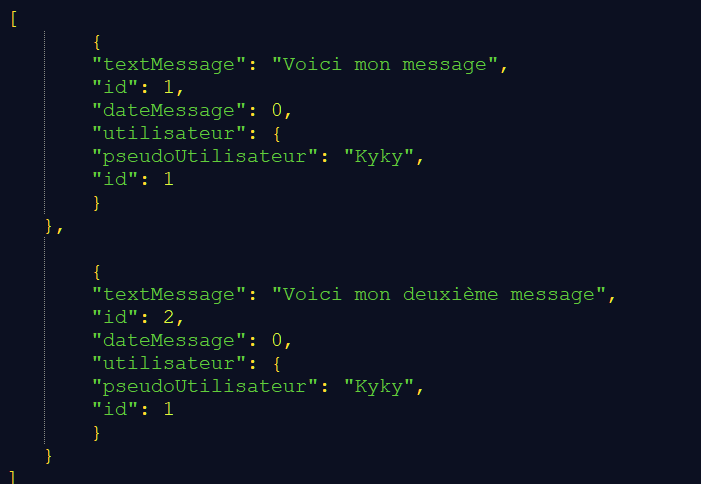 [
{
"textMessage": "Voici mon message",
"id": 1,
"dateMessage": 0,
"utilisateur": {
"pseudoUtilisateur": "Kyky",
"id": 1
}
},
{
"textMessage": "Voici mon deuxième message",
"id": 2,
"dateMessage": 0,
"utilisateur": {
"pseudoUtilisateur": "Kyky",
"id": 1
}
}
]